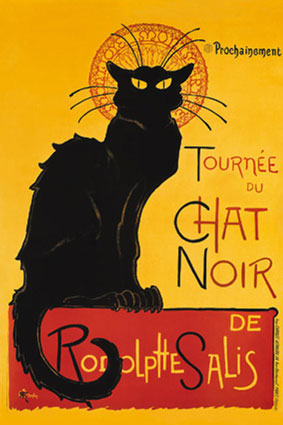 Prochainement
TOURNÉE
DU
CHAT
NOIR
DE
RODOLPHE SALIS